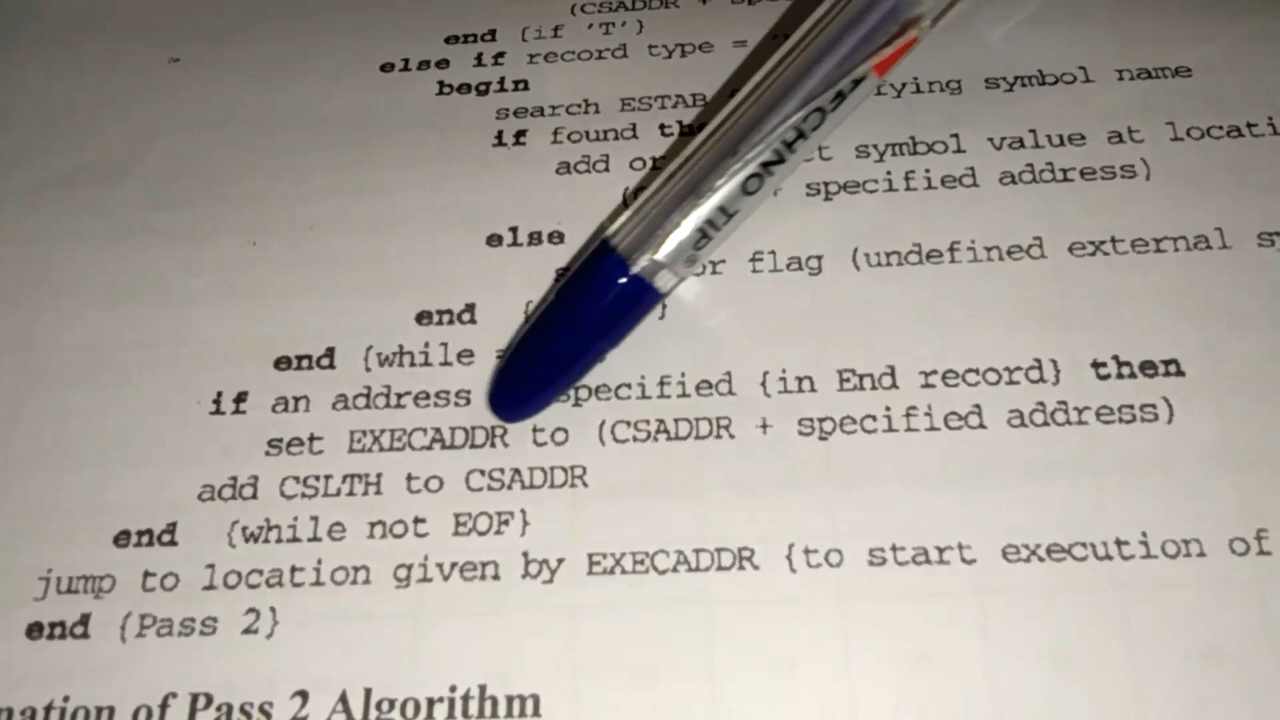 (CSADDR +
end {if 'T'}
else if record type =
begin
search ESTAB symbol name
if found
add symbol value at
specified address)
else
flag (undefined external
end {
end {while
if an address specified {in End record} then
set EXECADDR to (CSADDR + specified address)
add CSLTH to CSADDR
end {while not EOF}
jump to location given by EXECADDR {to start execution of
end {Pass 2}
of Pass 2 Algorithm
TECHNO TIP